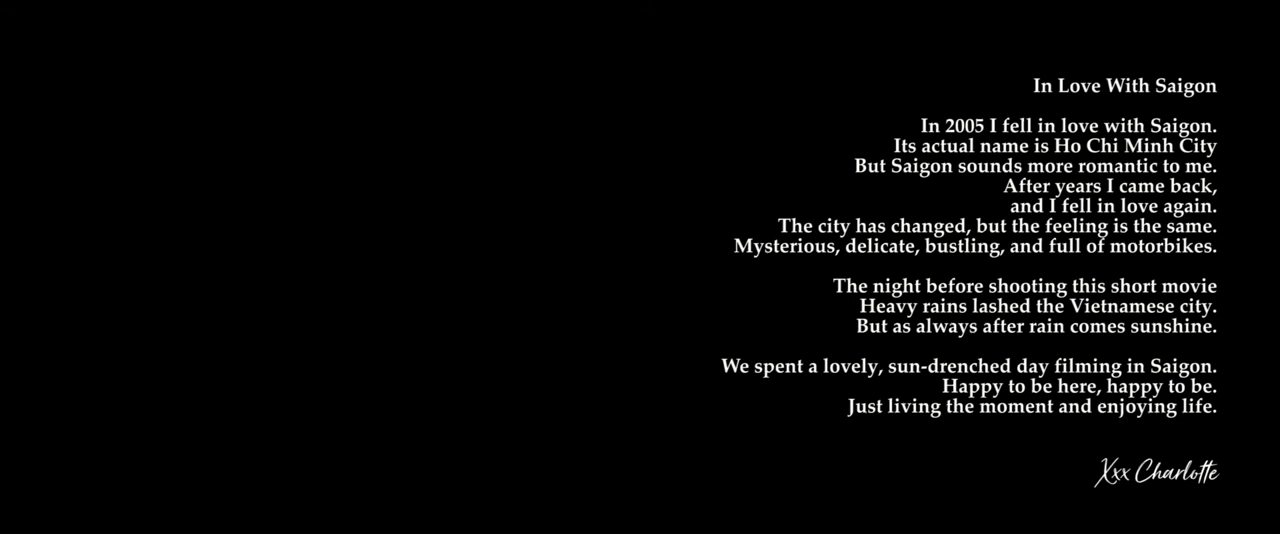 In Love With Saigon
In 2005 I fell in love with Saigon.
Its actual name is Ho Chi Minh City
But Saigon sounds more romantic to me.
After years I came back,
and I fell in love again.
The city has changed, but the feeling is the same.
Mysterious, delicate, bustling, and full of motorbikes.
The night before shooting this short movie
Heavy rains lashed the Vietnamese city.
But as always after rain comes sunshine.
We spent a lovely, sun-drenched day filming in Saigon.
Happy to be here, happy to be.
Just living the moment and enjoying life.
Xxx Charlotte